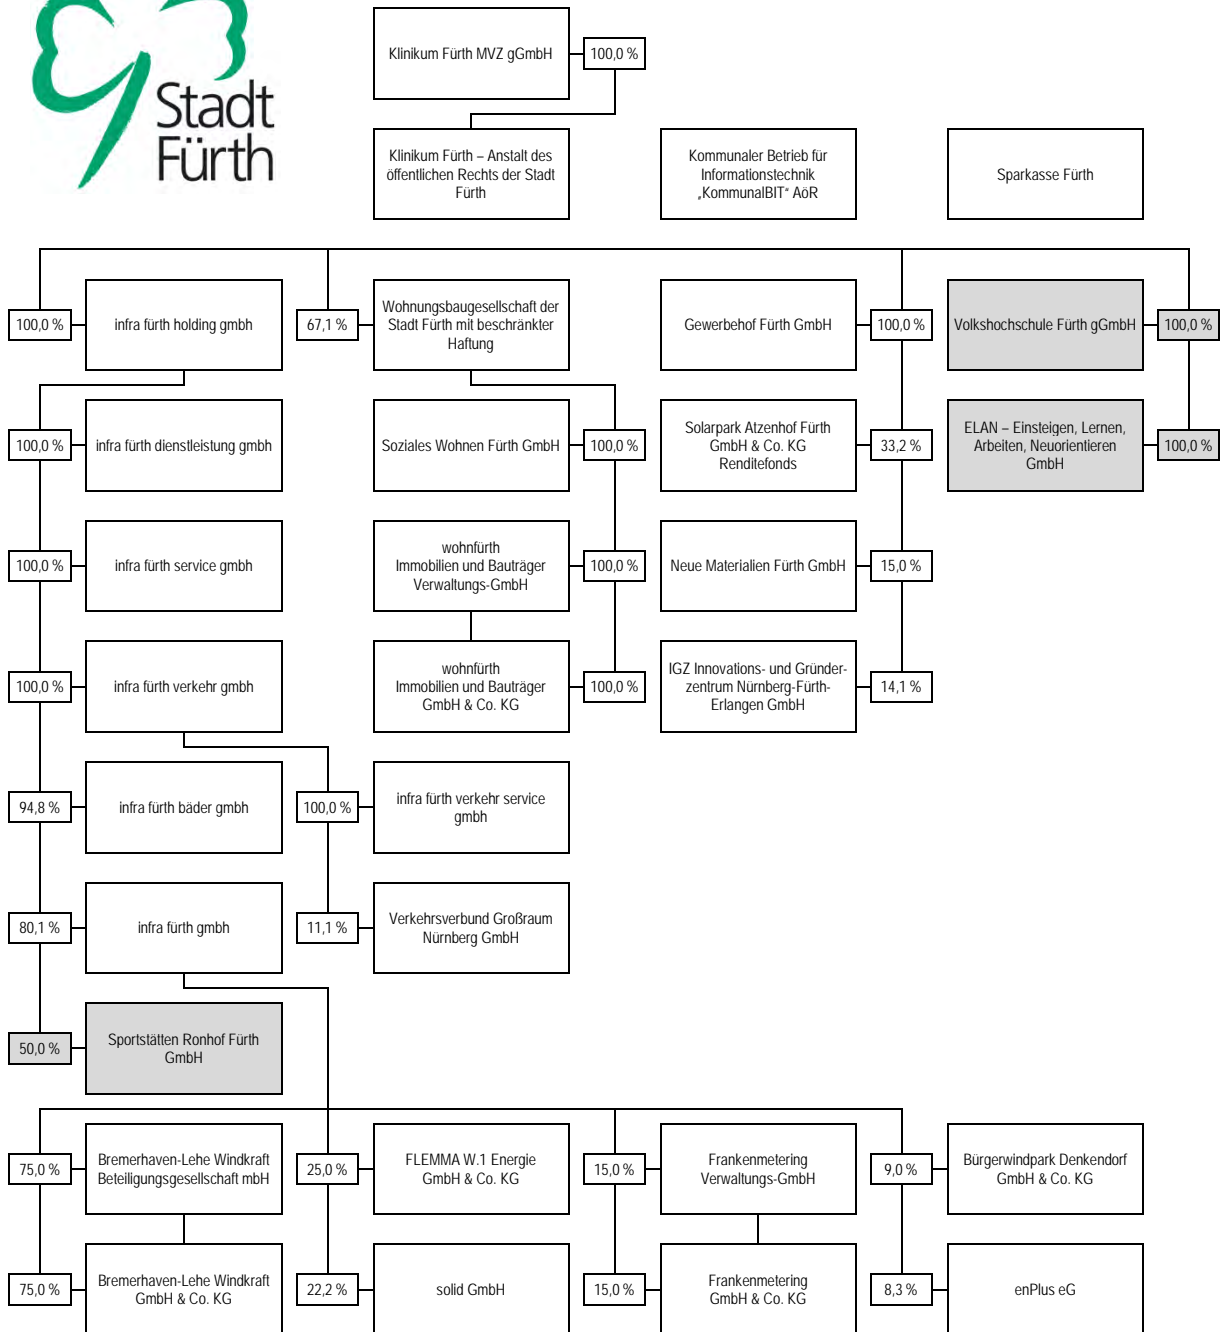 Stadt
Fürth
Klinikum Fürth MVZ gGmbH
100,0 %
Klinikum Fürth – Anstalt des
öffentlichen Rechts der Stadt
Fürth
Kommunaler Betrieb für
Informationstechnik
„KommunalBIT“ AöR
Sparkasse Fürth
100,0 %
infra fürth holding gmbh
67,1 %
Wohnungsbaugesellschaft der
Stadt Fürth mit beschränkter
Haftung
Gewerbehof Fürth GmbH
100,0 %
Volkshochschule Fürth gGmbH
100,0 %
100,0 %
infra fürth dienstleistung gmbh
Soziales Wohnen Fürth GmbH
100,0 %
Solarpark Atzenhof Fürth
GmbH & Co. KG
Renditefonds
33,2 %
ELAN – Einsteigen, Lernen,
Arbeiten, Neuorientieren
GmbH
100,0 %
100,0 %
infra fürth service gmbh
wohnfürth
Immobilien und Bauträger
Verwaltungs-GmbH
100,0 %
Neue Materialien Fürth GmbH
15,0 %
100,0 %
infra fürth verkehr gmbh
wohnfürth
Immobilien und Bauträger
GmbH & Co. KG
100,0 %
IGZ Innovations- und Gründer-
zentrum Nürnberg-Fürth-
Erlangen GmbH
14,1 %
94,8 %
infra fürth bäder gmbh
100,0 %
infra fürth verkehr service
gmbh
80,1 %
infra fürth gmbh
11,1 %
Verkehrsverbund Großraum
Nürnberg GmbH
50,0 %
Sportstätten Ronhof Fürth
GmbH
75,0 %
Bremerhaven-Lehe Windkraft
Beteiligungsgesellschaft mbH
25,0 %
FLEMMA W.1 Energie
GmbH & Co. KG
15,0 %
Frankenmetering
Verwaltungs-GmbH
9,0 %
Bürgerwindpark Denkendorf
GmbH & Co. KG
75,0 %
Bremerhaven-Lehe Windkraft
GmbH & Co. KG
22,2 %
solid GmbH
15,0 %
Frankenmetering
GmbH & Co. KG
8,3 %
enPlus eG